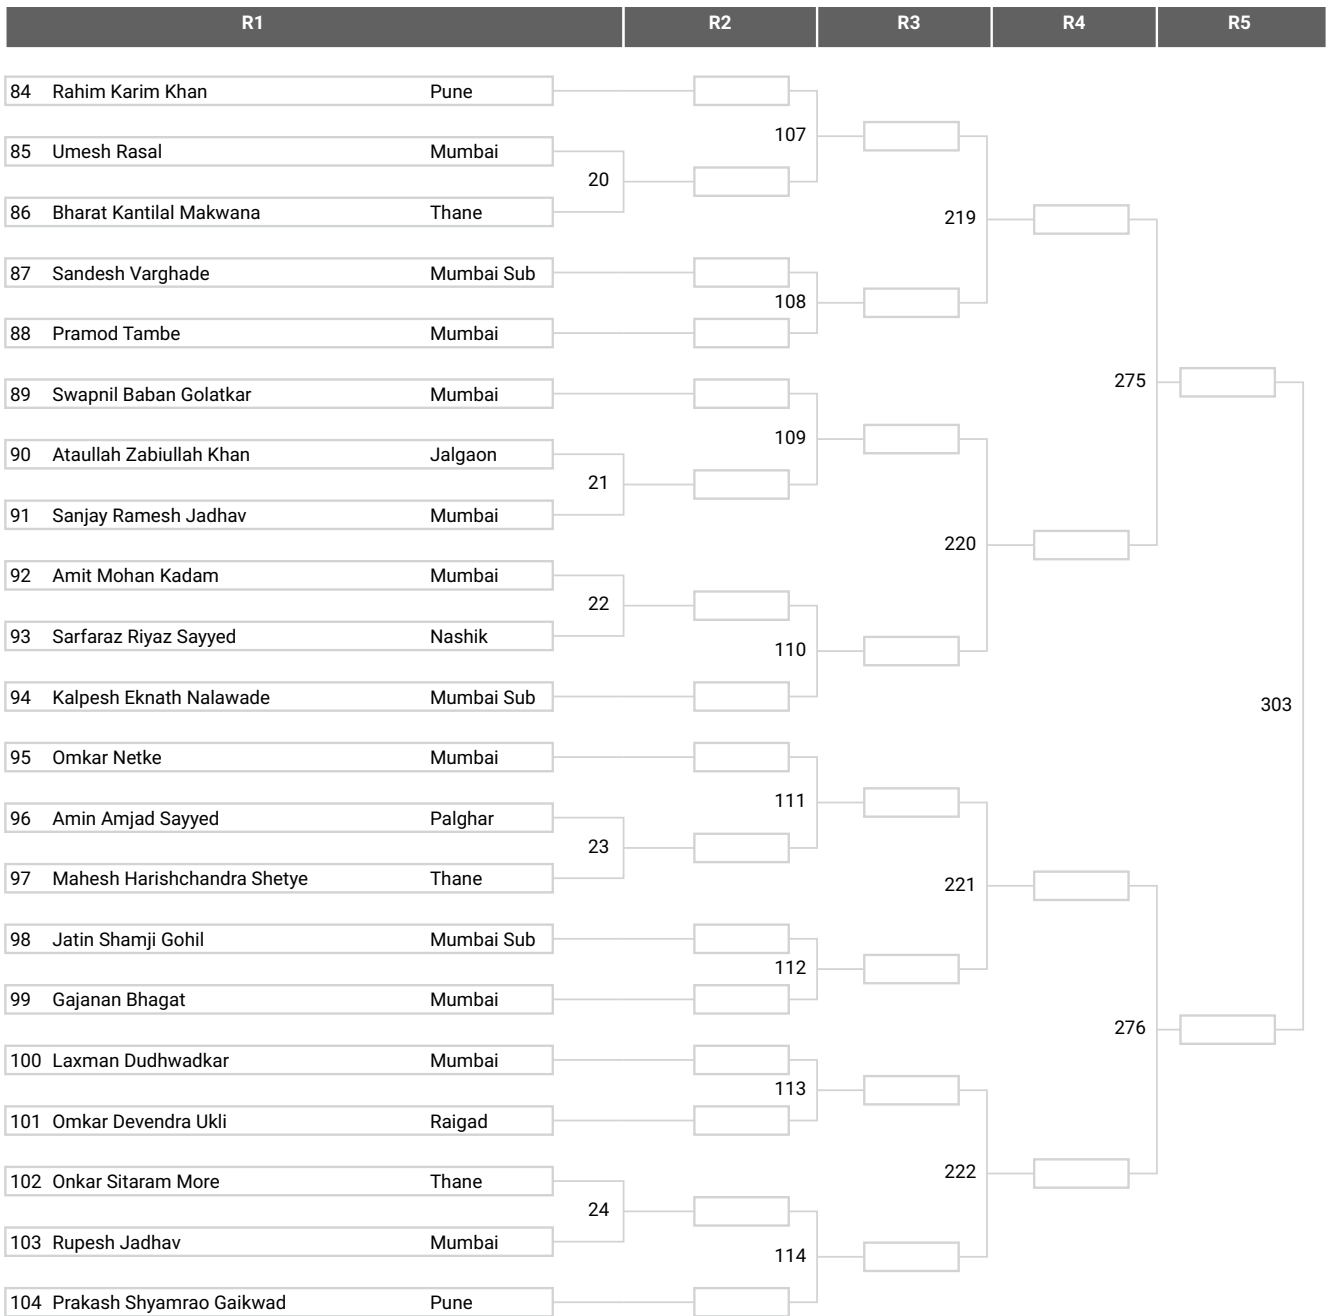 R1 R2 R3 R4 R5
84 Rahim Karim Khan Pune
107
85 Umesh Rasal Mumbai
20
86 Bharat Kantilal Makwana Thane
219
87 Sandesh Varghade Mumbai Sub
108
88 Pramod Tambe Mumbai
275
89 Swapnil Baban Golatkar Mumbai
109
90 Ataullah Zabiullah Khan Jalgaon
21
91 Sanjay Ramesh Jadhav Mumbai
220
92 Amit Mohan Kadam Mumbai
22
93 Sarfaraz Riyaz Sayyed Nashik
110
94 Kalpesh Eknath Nalawade Mumbai Sub
303
95 Omkar Netke Mumbai
111
96 Amin Amjad Sayyed Palghar
23
97 Mahesh Harishchandra Shetye Thane
221
98 Jatin Shamji Gohil Mumbai Sub
112
99 Gajanan Bhagat Mumbai
276
100 Laxman Dudhwadkar Mumbai
113
101 Omkar Devendra Ukli Raigad
222
102 Onkar Sitaram More Thane
24
103 Rupesh Jadhav Mumbai
114
104 Prakash Shyamrao Gaikwad Pune